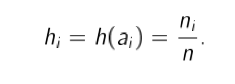 hᵢ = h(aᵢ) = nᵢ/n.